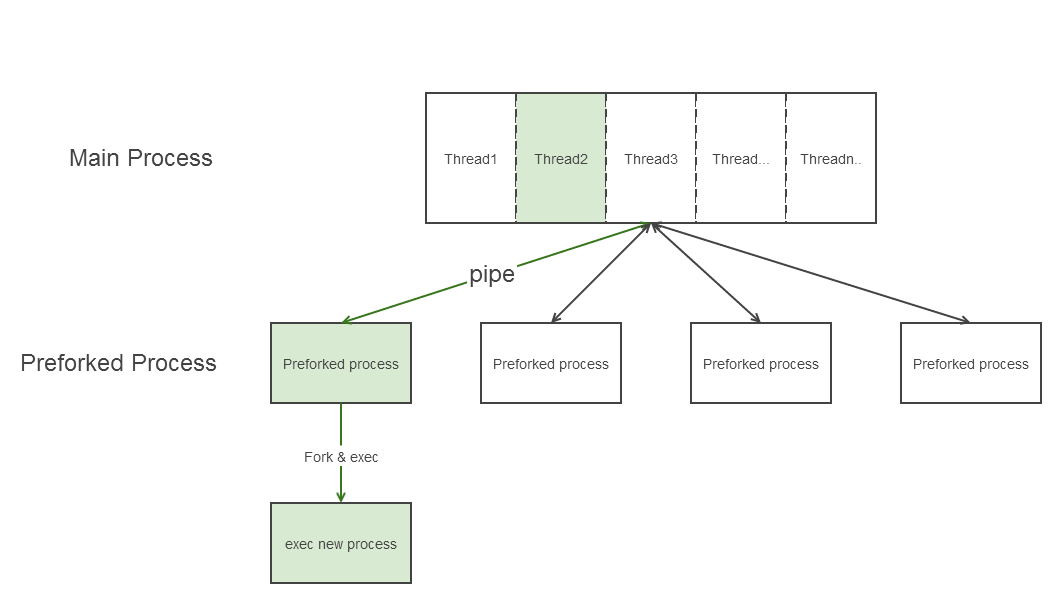 Main Process
Thread1
Thread2
Thread3
Thread...
Threadn..
pipe
Preforked Process
Preforked process
Preforked process
Preforked process
Preforked process
Fork & exec
exec new process